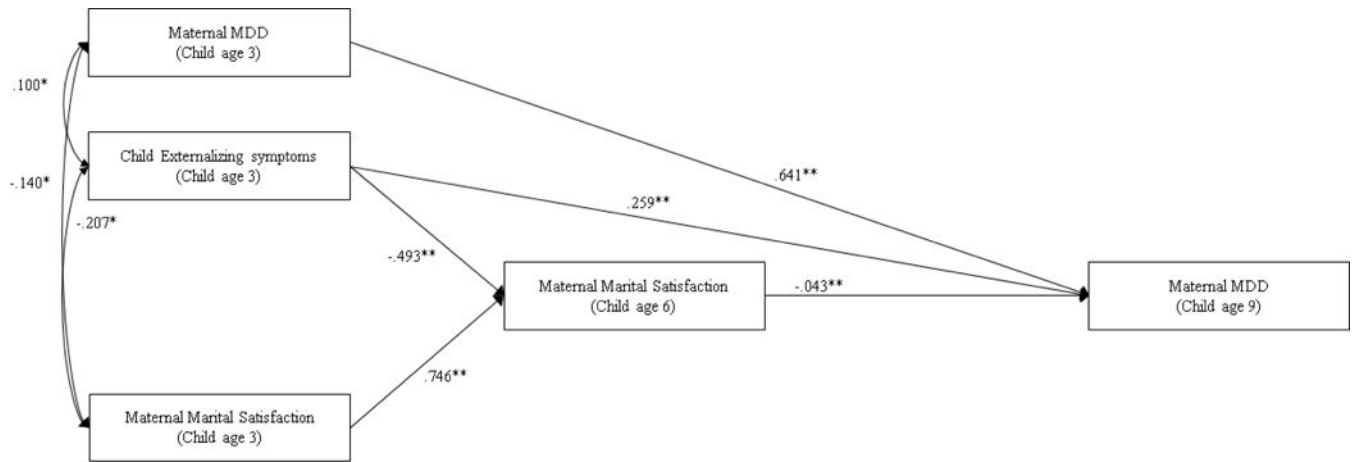 Maternal MDD
(Child age 3)
.100*
Child Externalizing symptoms
(Child age 3)
-.140*
.641**
.259**
-.207*
-.493**
Maternal Marital Satisfaction
(Child age 6)
-.043**
Maternal MDD
(Child age 9)
.746**
Maternal Marital Satisfaction
(Child age 3)